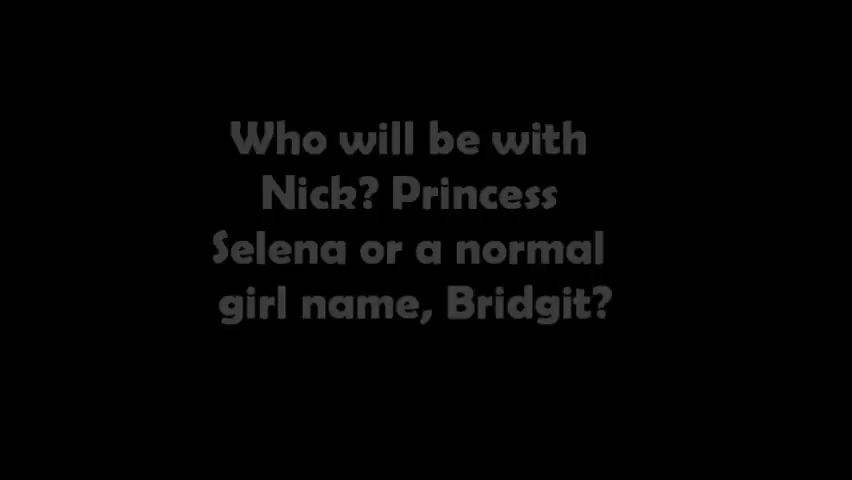 Who will be with
Nick? Princess
Selena or a normal
girl name, Bridgit?